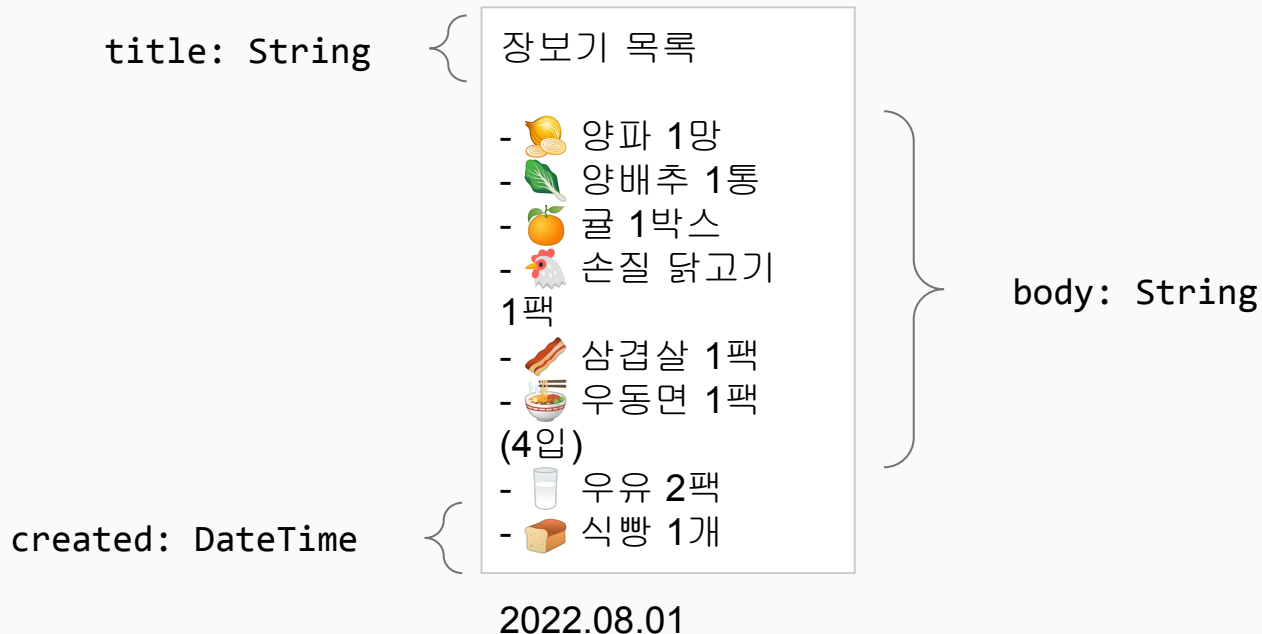 title: String
장보기 목록
- 🧅 양파 1망
- 🥬 양배추 1통
- 🍊 귤 1박스
- 🐔 손질 닭고기
1팩
- 🥓 삼겹살 1팩
- 🍜 우동면 1팩
(4입)
- 🥛 우유 2팩
- 🍞 식빵 1개
body: String
created: DateTime
2022.08.01